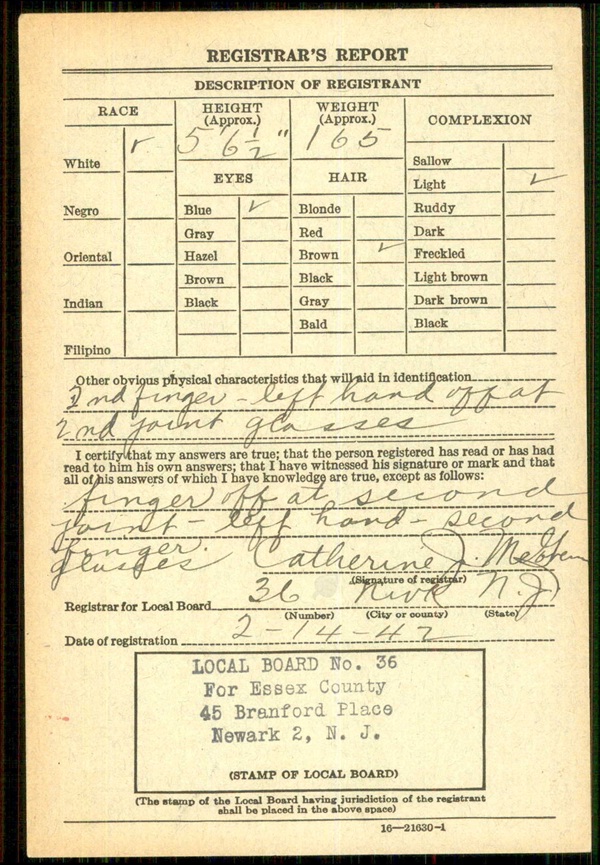 REGISTRAR'S REPORT
DESCRIPTION OF REGISTRANT
RACE
HEIGHT (Approx.)
WEIGHT (Approx.)
COMPLEXION
5' 6 1/2"
165
White ✓
Negro
Oriental
Indian
Filipino
EYES
Blue ✓
Gray
Hazel
Brown
Black
HAIR
Blonde
Red
Brown ✓
Black
Gray
Bald
Sallow
Light ✓
Ruddy
Dark
Freckled
Light brown
Dark brown
Black
Other obvious physical characteristics that will aid in identification
2nd finger - left hand off at
2nd joint glasses
I certify that my answers are true; that the person registered has read or has had
read to him his own answers; that I have witnessed his signature or mark and that
all of his answers of which I have knowledge are true, except as follows:
finger off at second
joint - left hand - second
finger.
glasses Catherine J.
(Signature of registrar)
Registrar for Local Board 36 Nwk N.J.
(Number) (City or county) (State)
Date of registration 2-14-42
LOCAL BOARD No. 36
For Essex County
45 Branford Place
Newark 2, N. J.
(STAMP OF LOCAL BOARD)
(The stamp of the Local Board having jurisdiction of the registrant
shall be placed in the above space)
16—21630-1